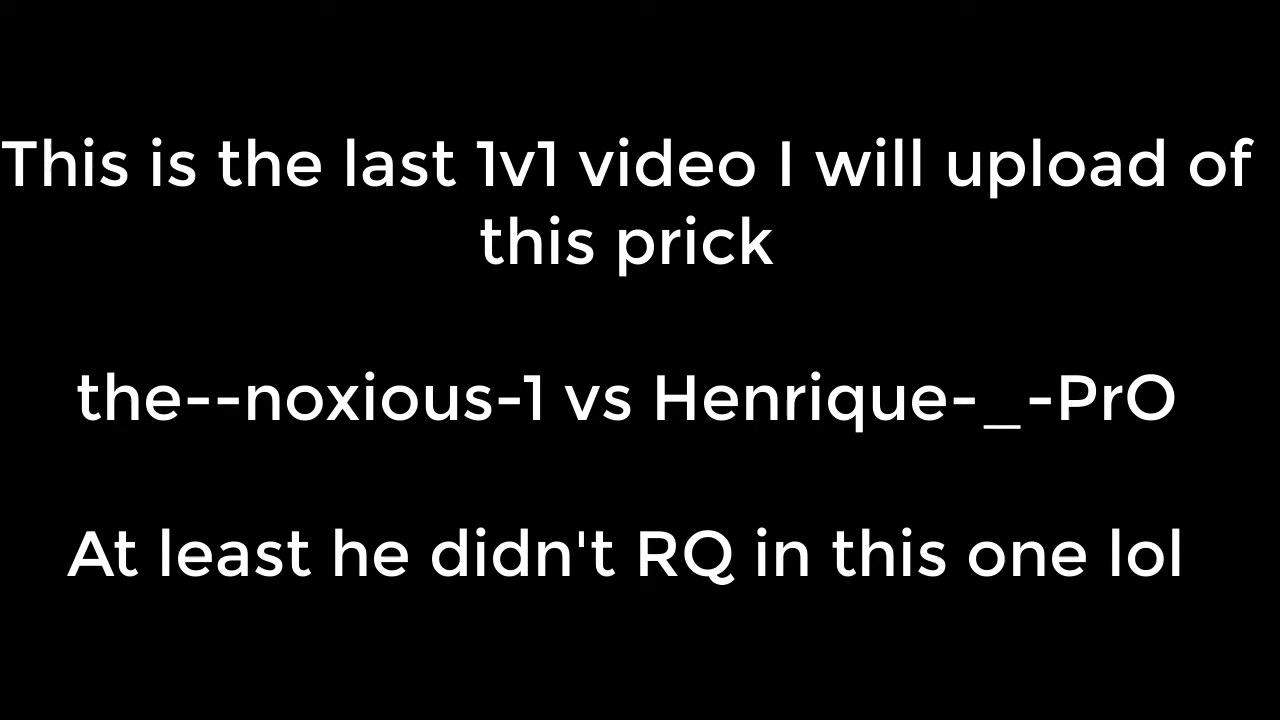 This is the last 1v1 video I will upload of
this prick
the--noxious-1 vs Henrique-_-PrO
At least he didn't RQ in this one lol